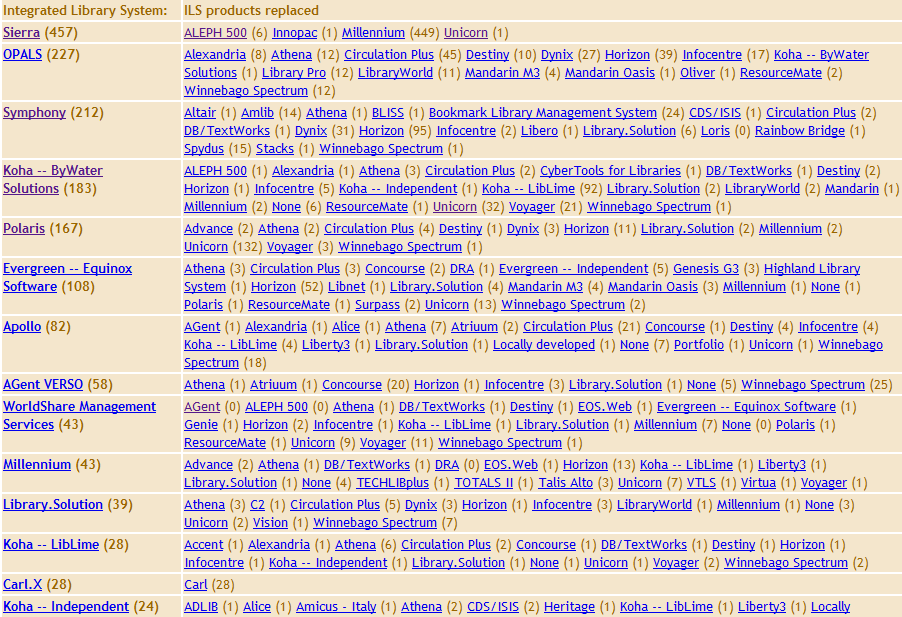 Integrated Library System: ILS products replaced
Sierra (457) ALEPH 500 (6) Innopac (1) Millennium (449) Unicorn (1)
OPALS (227) Alexandria (8) Athena (12) Circulation Plus (45) Destiny (10) Dynix (27) Horizon (39) Infocentre (17) Koha -- ByWater
Solutions (1) Library Pro (12) LibraryWorld (11) Mandarin M3 (4) Mandarin Oasis (1) Oliver (1) ResourceMate (2)
Winnebago Spectrum (12)
Symphony (212) Altair (1) Amlib (14) Athena (1) BLISS (1) Bookmark Library Management System (24) CDS/ISIS (1) Circulation Plus (2)
DB/TextWorks (1) Dynix (31) Horizon (95) Infocentre (2) Libero (1) Library.Solution (6) Loris (0) Rainbow Bridge (1)
Spydus (15) Stacks (1) Winnebago Spectrum (1)
Koha -- ByWater ALEPH 500 (1) Alexandria (1) Athena (3) Circulation Plus (2) CyberTools for Libraries (1) DB/TextWorks (1) Destiny (2)
Solutions (183) Horizon (1) Infocentre (5) Koha -- Independent (1) Koha -- LibLime (92) Library.Solution (2) LibraryWorld (2) Mandarin (1)
Millennium (2) None (6) ResourceMate (1) Unicorn (32) Voyager (21) Winnebago Spectrum (1)
Polaris (167) Advance (2) Athena (2) Circulation Plus (4) Destiny (1) Dynix (3) Horizon (11) Library.Solution (2) Millennium (2)
Unicorn (132) Voyager (3) Winnebago Spectrum (1)
Evergreen -- Equinox Athena (3) Circulation Plus (3) Concourse (2) DRA (1) Evergreen -- Independent (5) Genesis G3 (3) Highland Library
Software (108) System (1) Horizon (52) Libnet (1) Library.Solution (4) Mandarin M3 (4) Mandarin Oasis (3) Millennium (1) None (1)
Polaris (1) ResourceMate (1) Surpass (2) Unicorn (13) Winnebago Spectrum (2)
Apollo (82) AGent (1) Alexandria (1) Alice (1) Athena (7) Atriuum (2) Circulation Plus (21) Concourse (1) Destiny (4) Infocentre (4)
Koha -- LibLime (4) Liberty3 (1) Library.Solution (1) Locally developed (1) None (7) Portfolio (1) Unicorn (1) Winnebago
Spectrum (18)
AGent VERSO (58) Athena (1) Atriuum (1) Concourse (20) Horizon (1) Infocentre (3) Library.Solution (1) None (5) Winnebago Spectrum (25)
WorldShare Management AGent (0) ALEPH 500 (0) Athena (1) DB/TextWorks (1) Destiny (1) EOS.Web (1) Evergreen -- Equinox Software (1)
Services (43) Genie (1) Horizon (2) Infocentre (1) Koha -- LibLime (1) Library.Solution (1) Millennium (7) None (0) Polaris (1)
ResourceMate (1) Unicorn (9) Voyager (11) Winnebago Spectrum (1)
Millennium (43) Advance (2) Athena (1) DB/TextWorks (1) DRA (0) EOS.Web (1) Horizon (13) Koha -- LibLime (1) Liberty3 (1)
Library.Solution (1) None (4) TECHLIBplus (1) TOTALS II (1) Talis Alto (3) Unicorn (7) VTLS (1) Virtua (1) Voyager (1)
Library.Solution (39) Athena (3) C2 (1) Circulation Plus (5) Dynix (3) Horizon (1) Infocentre (3) LibraryWorld (1) Millennium (1) None (3)
Unicorn (2) Vision (1) Winnebago Spectrum (7)
Koha -- LibLime (28) Accent (1) Alexandria (1) Athena (6) Circulation Plus (2) Concourse (1) DB/TextWorks (1) Destiny (1) Horizon (1)
Infocentre (1) Koha -- Independent (1) Library.Solution (1) None (1) Unicorn (1) Voyager (2) Winnebago Spectrum (2)
Carl.X (28) Carl (28)
Koha -- Independent (24) ADLIB (1) Alice (1) Amicus - Italy (1) Athena (2) CDS/ISIS (2) Heritage (1) Koha -- LibLime (1) Liberty3 (1) Locally